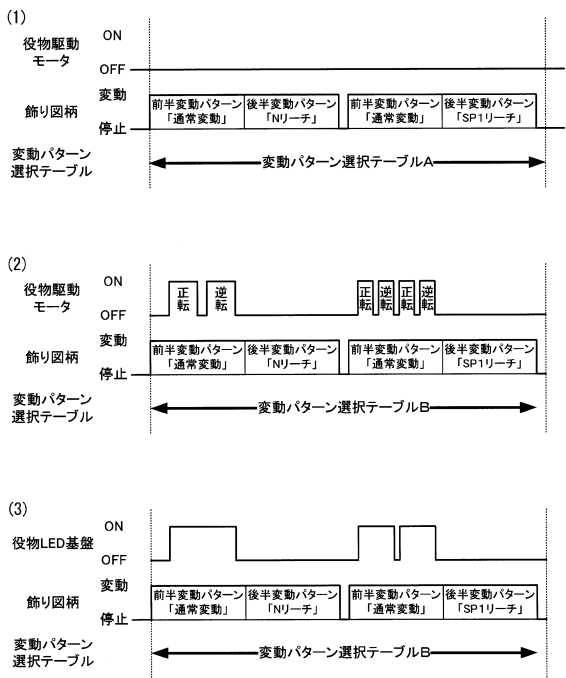 (1)
役物駆動
モータ
ON
OFF
飾り図柄
変動
停止
前半変動パターン
「通常変動」
後半変動パターン
「Nリーチ」
前半変動パターン
「通常変動」
後半変動パターン
「SP1リーチ」
変動パターン
選択テーブル
変動パターン選択テーブルA
(2)
役物駆動
モータ
ON
OFF
正転
逆転
正転
逆転
正転
逆転
飾り図柄
変動
停止
前半変動パターン
「通常変動」
後半変動パターン
「Nリーチ」
前半変動パターン
「通常変動」
後半変動パターン
「SP1リーチ」
変動パターン
選択テーブル
変動パターン選択テーブルB
(3)
役物LED基盤
ON
OFF
飾り図柄
変動
停止
前半変動パターン
「通常変動」
後半変動パターン
「Nリーチ」
前半変動パターン
「通常変動」
後半変動パターン
「SP1リーチ」
変動パターン
選択テーブル
変動パターン選択テーブルB